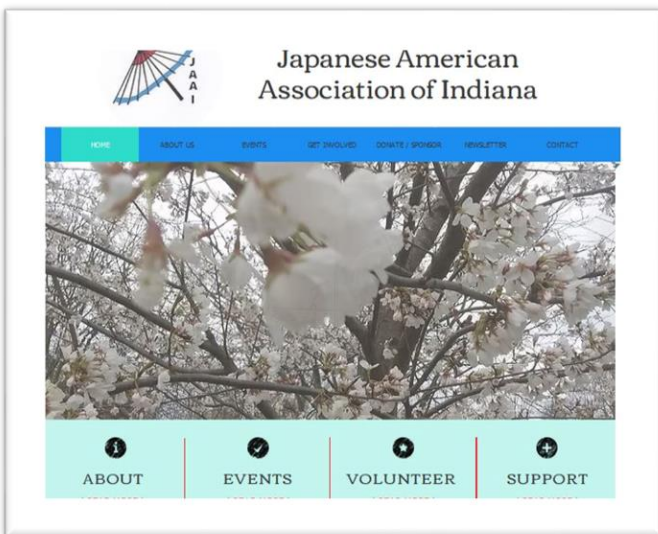 JAAI
Japanese American
Association of Indiana
HOME ABOUT US EVENTS GET INVOLVED DONATE / SPONSOR NEWSLETTER CONTACT
ABOUT EVENTS VOLUNTEER SUPPORT